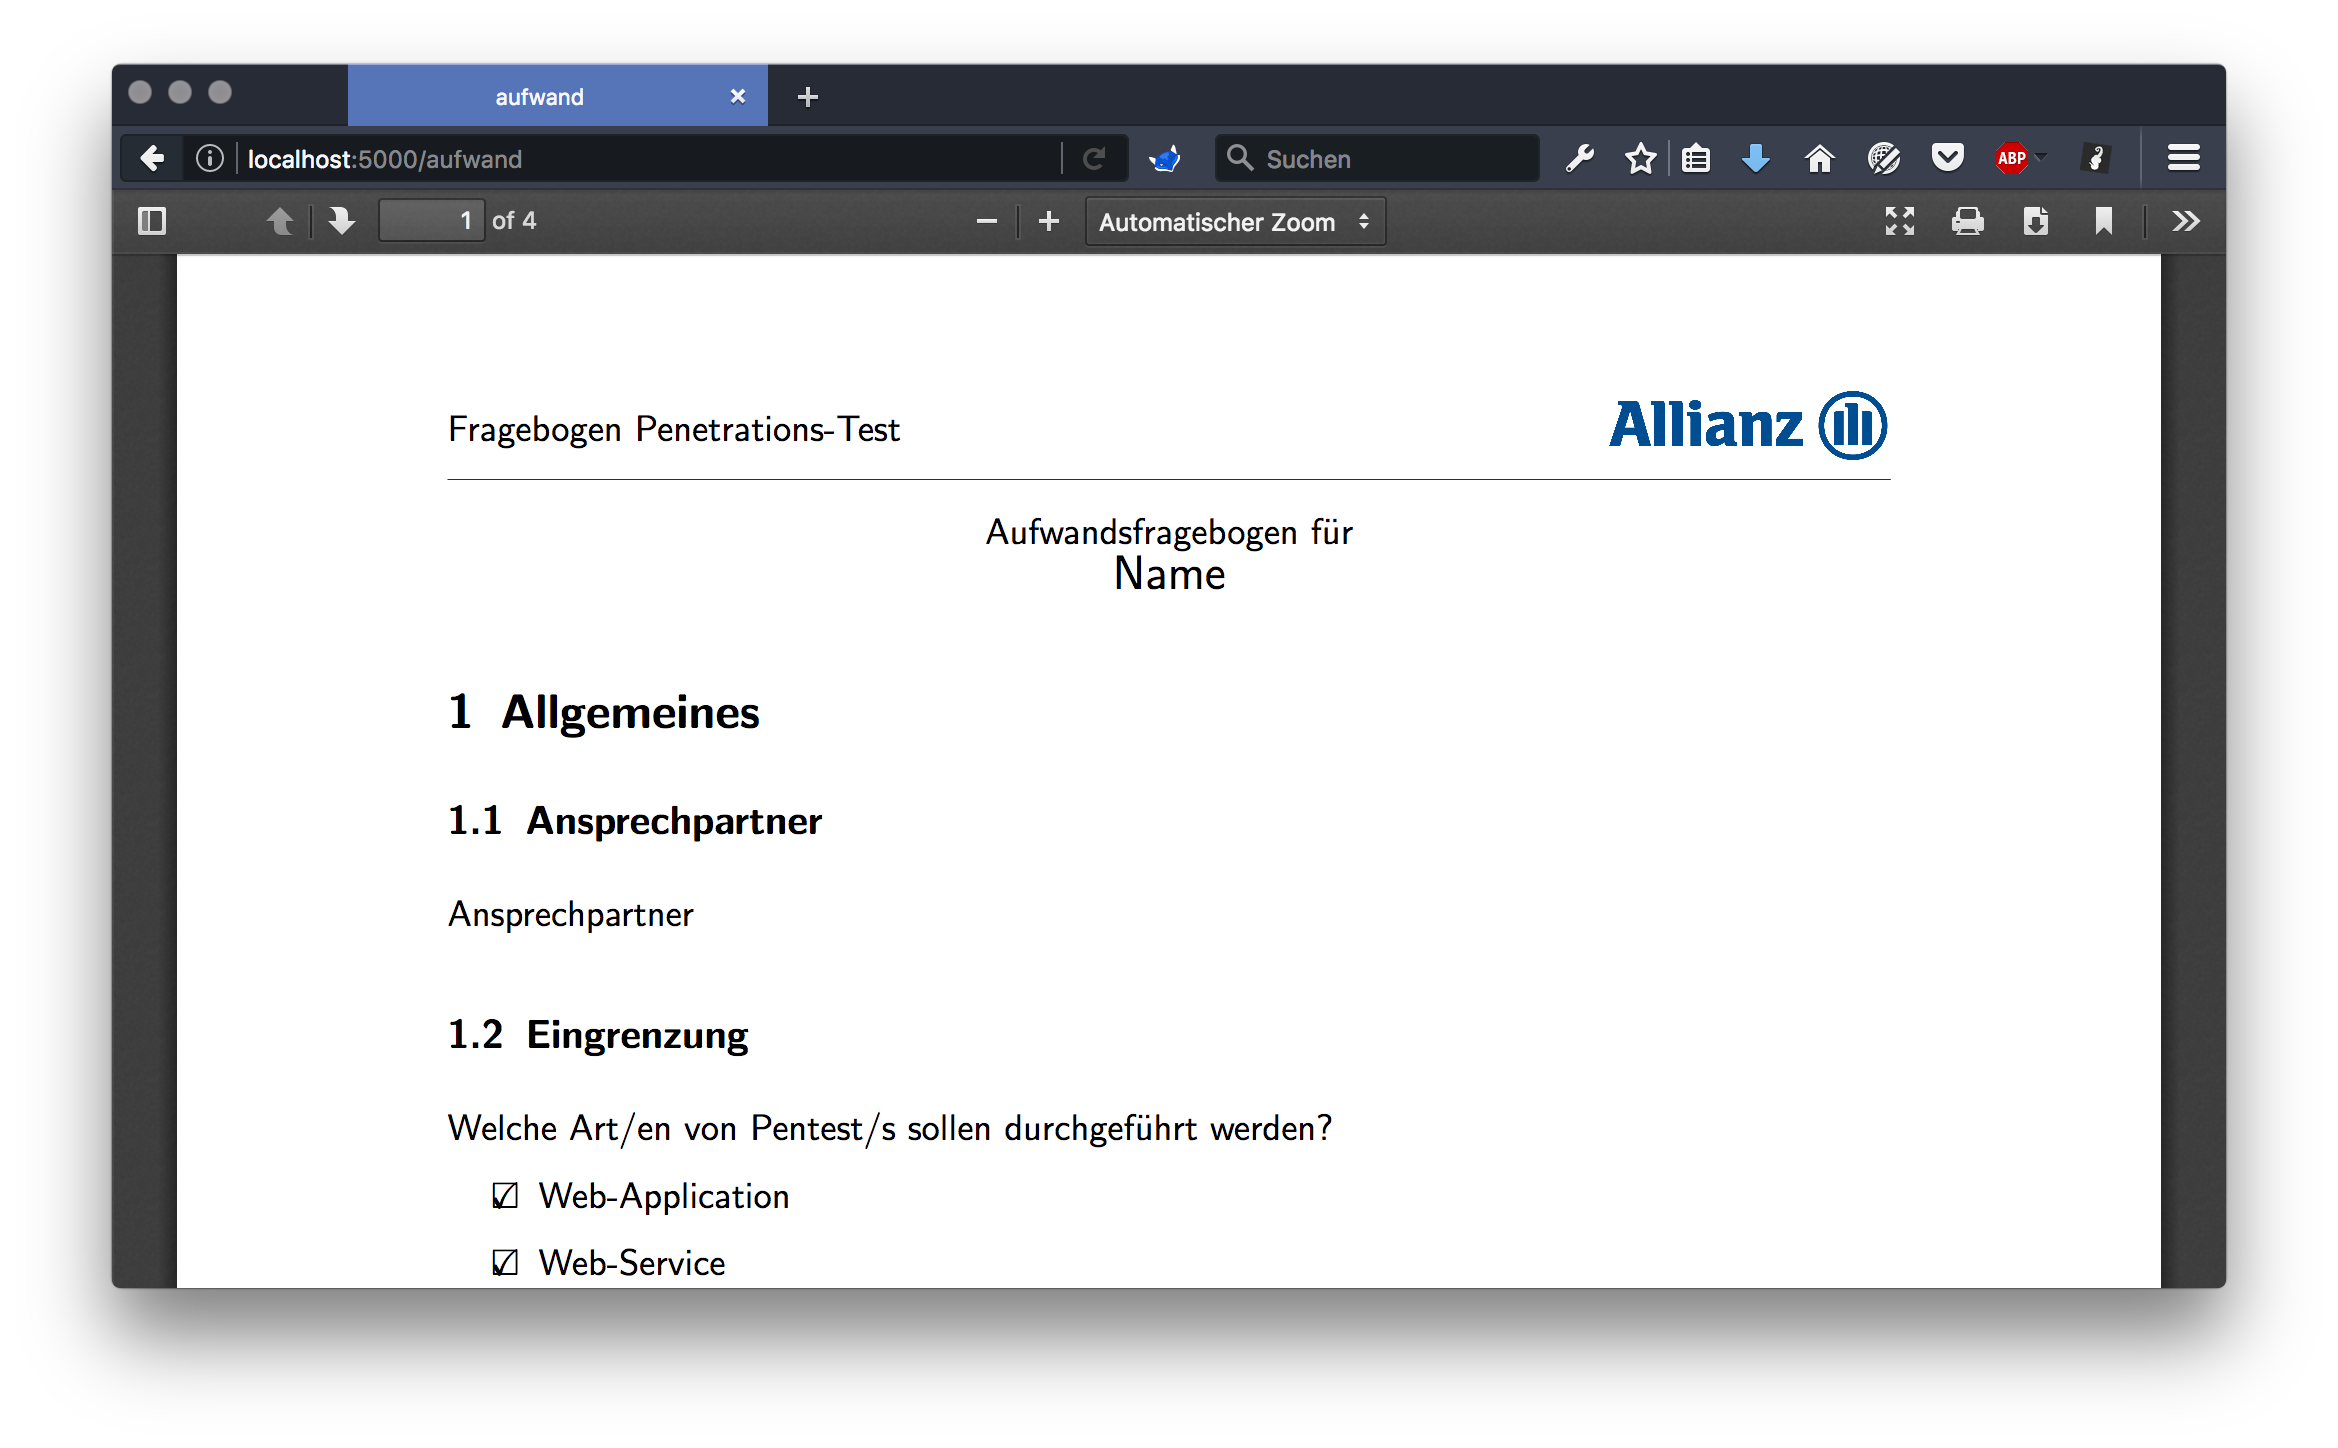 aufwand
localhost:5000/aufwand
Suchen
ABP
1 of 4
Automatischer Zoom
Fragebogen Penetrations-Test
Allianz
Aufwandsfragebogen für
Name
1 Allgemeines
1.1 Ansprechpartner
Ansprechpartner
1.2 Eingrenzung
Welche Art/en von Pentest/s sollen durchgeführt werden?
☑ Web-Application
☑ Web-Service